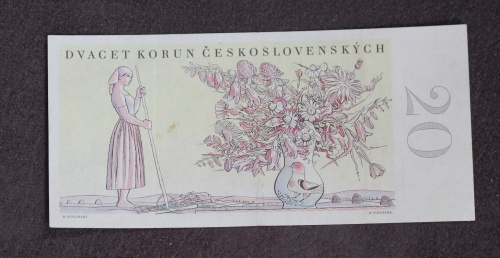 DVACET KORUN ČESKOSLOVENSKÝCH
20